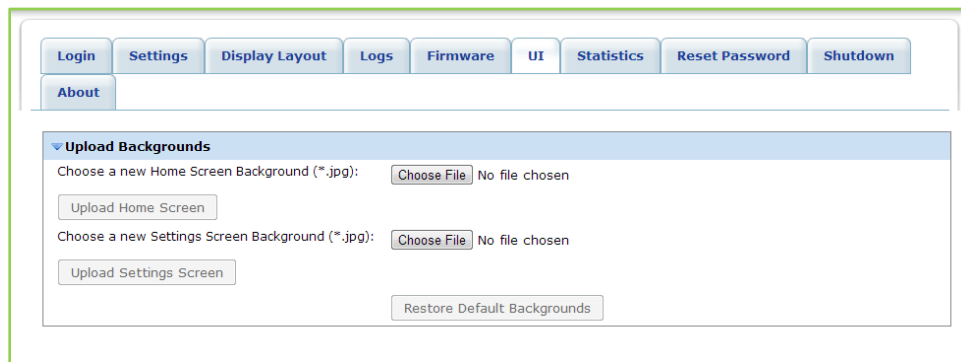 Login Settings Display Layout Logs Firmware UI Statistics Reset Password Shutdown
About
Upload Backgrounds
Choose a new Home Screen Background (*.jpg): Choose File No file chosen
Upload Home Screen
Choose a new Settings Screen Background (*.jpg): Choose File No file chosen
Upload Settings Screen
Restore Default Backgrounds